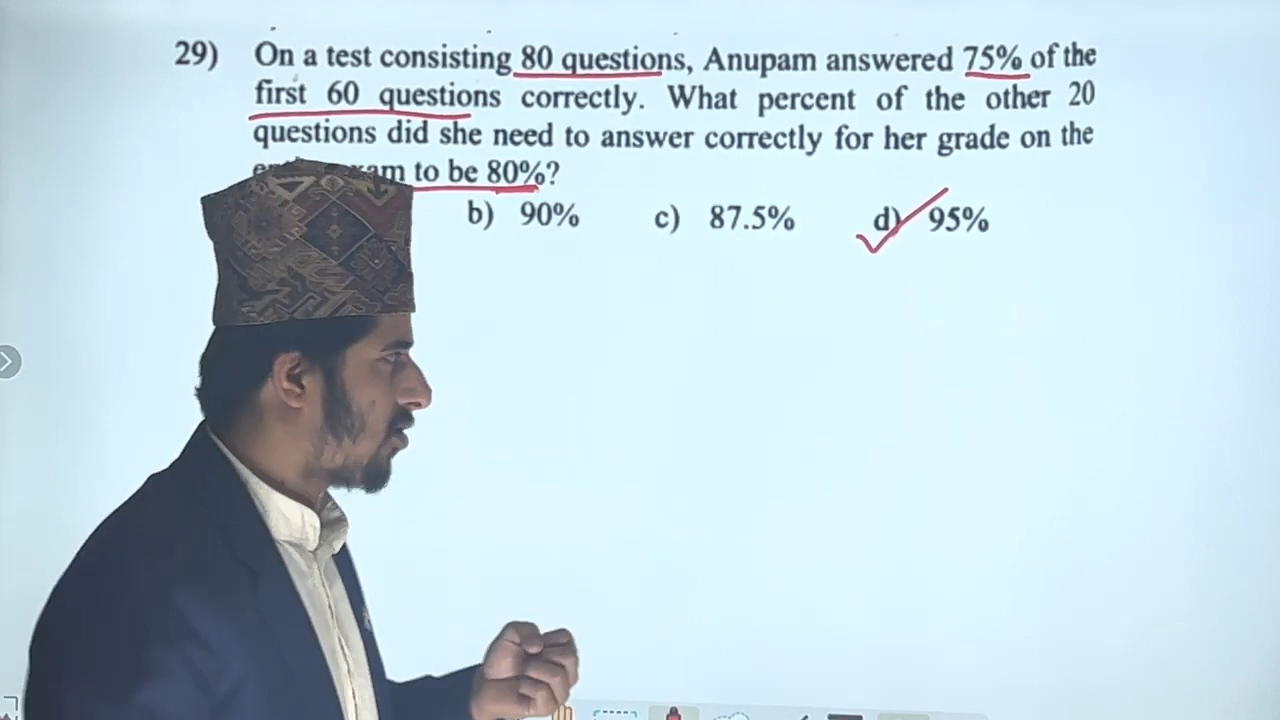 29) On a test consisting 80 questions, Anupam answered 75% of the
first 60 questions correctly. What percent of the other 20
questions did she need to answer correctly for her grade on the
to be 80%?
b) 90% c) 87.5% d) 95%